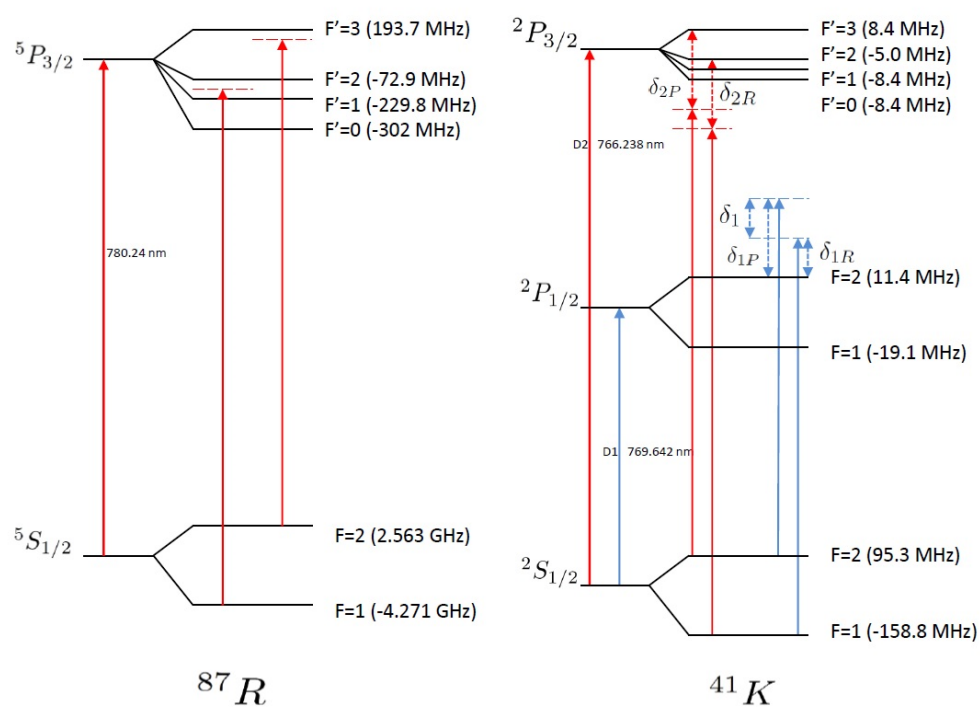 F'=3 (193.7 MHz)
⁵P₃/₂
F'=2 (-72.9 MHz)
F'=1 (-229.8 MHz)
F'=0 (-302 MHz)
780.24 nm
⁵S₁/₂
F=2 (2.563 GHz)
F=1 (-4.271 GHz)
⁸⁷R
²P₃/₂
F'=3 (8.4 MHz)
F'=2 (-5.0 MHz)
F'=1 (-8.4 MHz)
F'=0 (-8.4 MHz)
δ₂P
δ₂R
D2 766.238 nm
δ₁
δ₁P
δ₁R
F=2 (11.4 MHz)
²P₁/₂
F=1 (-19.1 MHz)
D1 769.642 nm
F=2 (95.3 MHz)
²S₁/₂
F=1 (-158.8 MHz)
⁴¹K